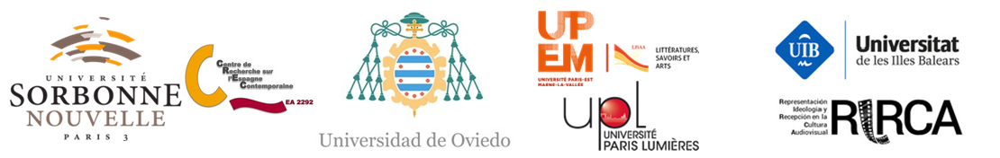 UNIVERSITÉ
SORBONNE
NOUVELLE
PARIS 3
Centre de
Recherche sur
l'Espagne
Contemporaine
EA 2292
Universidad de Oviedo
UP
EM
UNIVERSITÉ PARIS-EST
MARNE-LA-VALLÉE
LISAA
LITTÉRATURES,
SAVOIRS ET
ARTS
upL
UNIVERSITÉ
PARIS LUMIÈRES
UIB
Universitat
de les Illes Balears
Representación
Ideología y
Recepción en la
Cultura
Audiovisual
RIRCA